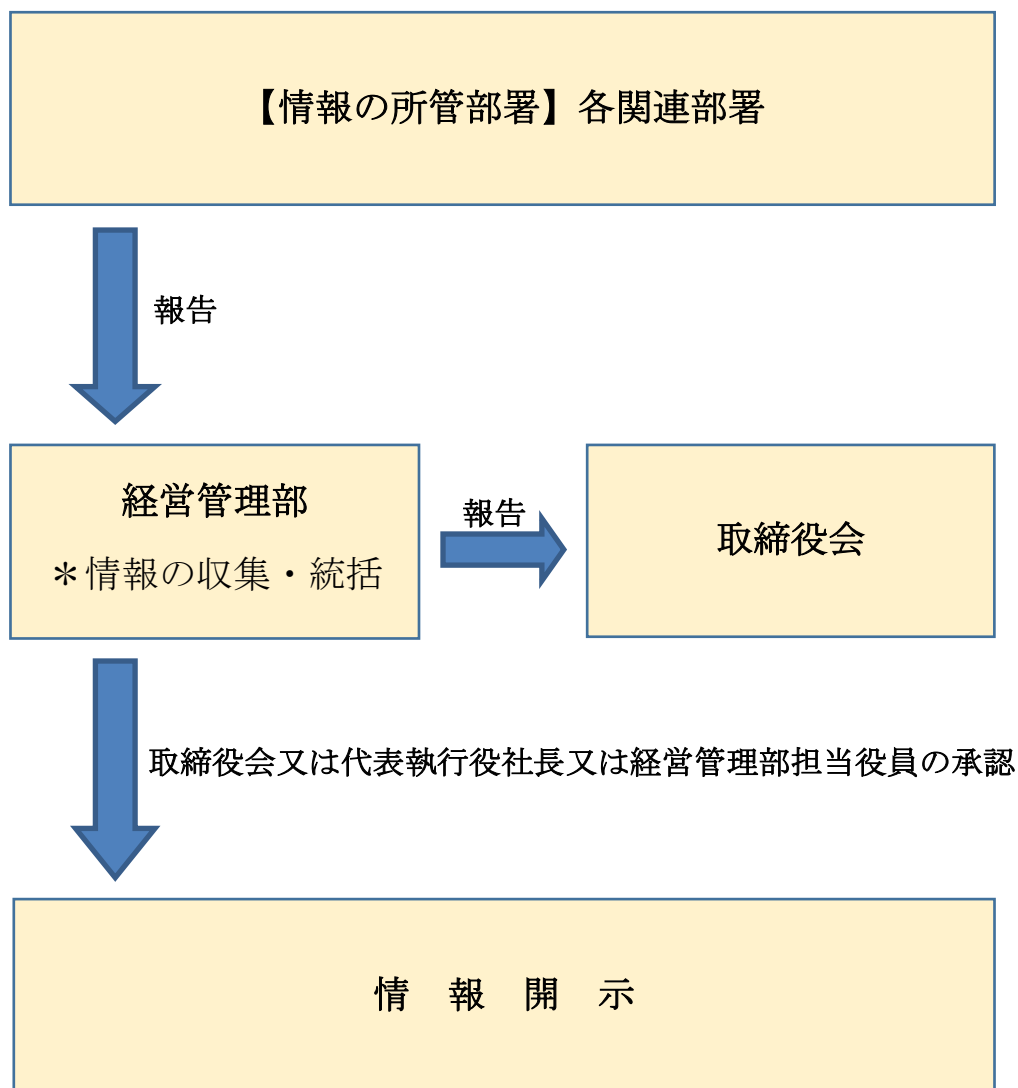 【情報の所管部署】各関連部署
報告
経営管理部
＊情報の収集・統括
報告
取締役会
取締役会又は代表執行役社長又は経営管理部担当役員の承認
情　報　開　示